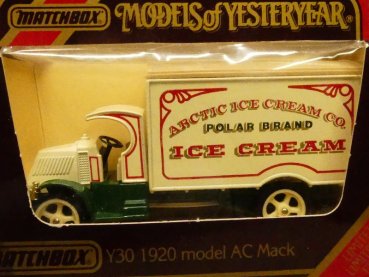 MATCHBOX MODELS of YESTERYEAR
ARCTIC ICE CREAM CO.
POLAR BRAND
ICE CREAM
MATCHBOX Y30 1920 model AC Mack